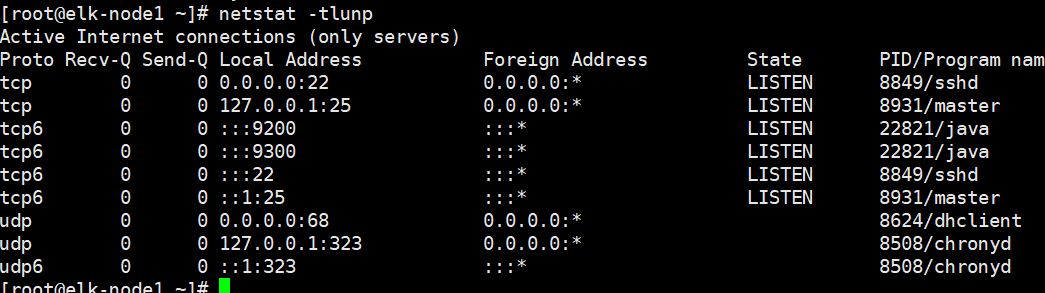 [root@elk-node1 ~]# netstat -tlunp
Active Internet connections (only servers)
Proto Recv-Q Send-Q Local Address           Foreign Address         State       PID/Program name
tcp        0      0 0.0.0.0:22              0.0.0.0:*               LISTEN      8849/sshd
tcp        0      0 127.0.0.1:25            0.0.0.0:*               LISTEN      8931/master
tcp6       0      0 :::9200                 :::*                    LISTEN      22821/java
tcp6       0      0 :::9300                 :::*                    LISTEN      22821/java
tcp6       0      0 :::22                   :::*                    LISTEN      8849/sshd
tcp6       0      0 ::1:25                  :::*                    LISTEN      8931/master
udp        0      0 0.0.0.0:68              0.0.0.0:*                           8624/dhclient
udp        0      0 127.0.0.1:323           0.0.0.0:*                           8508/chronyd
udp6       0      0 ::1:323                 :::*                                8508/chronyd
[root@elk-node1 ~]#